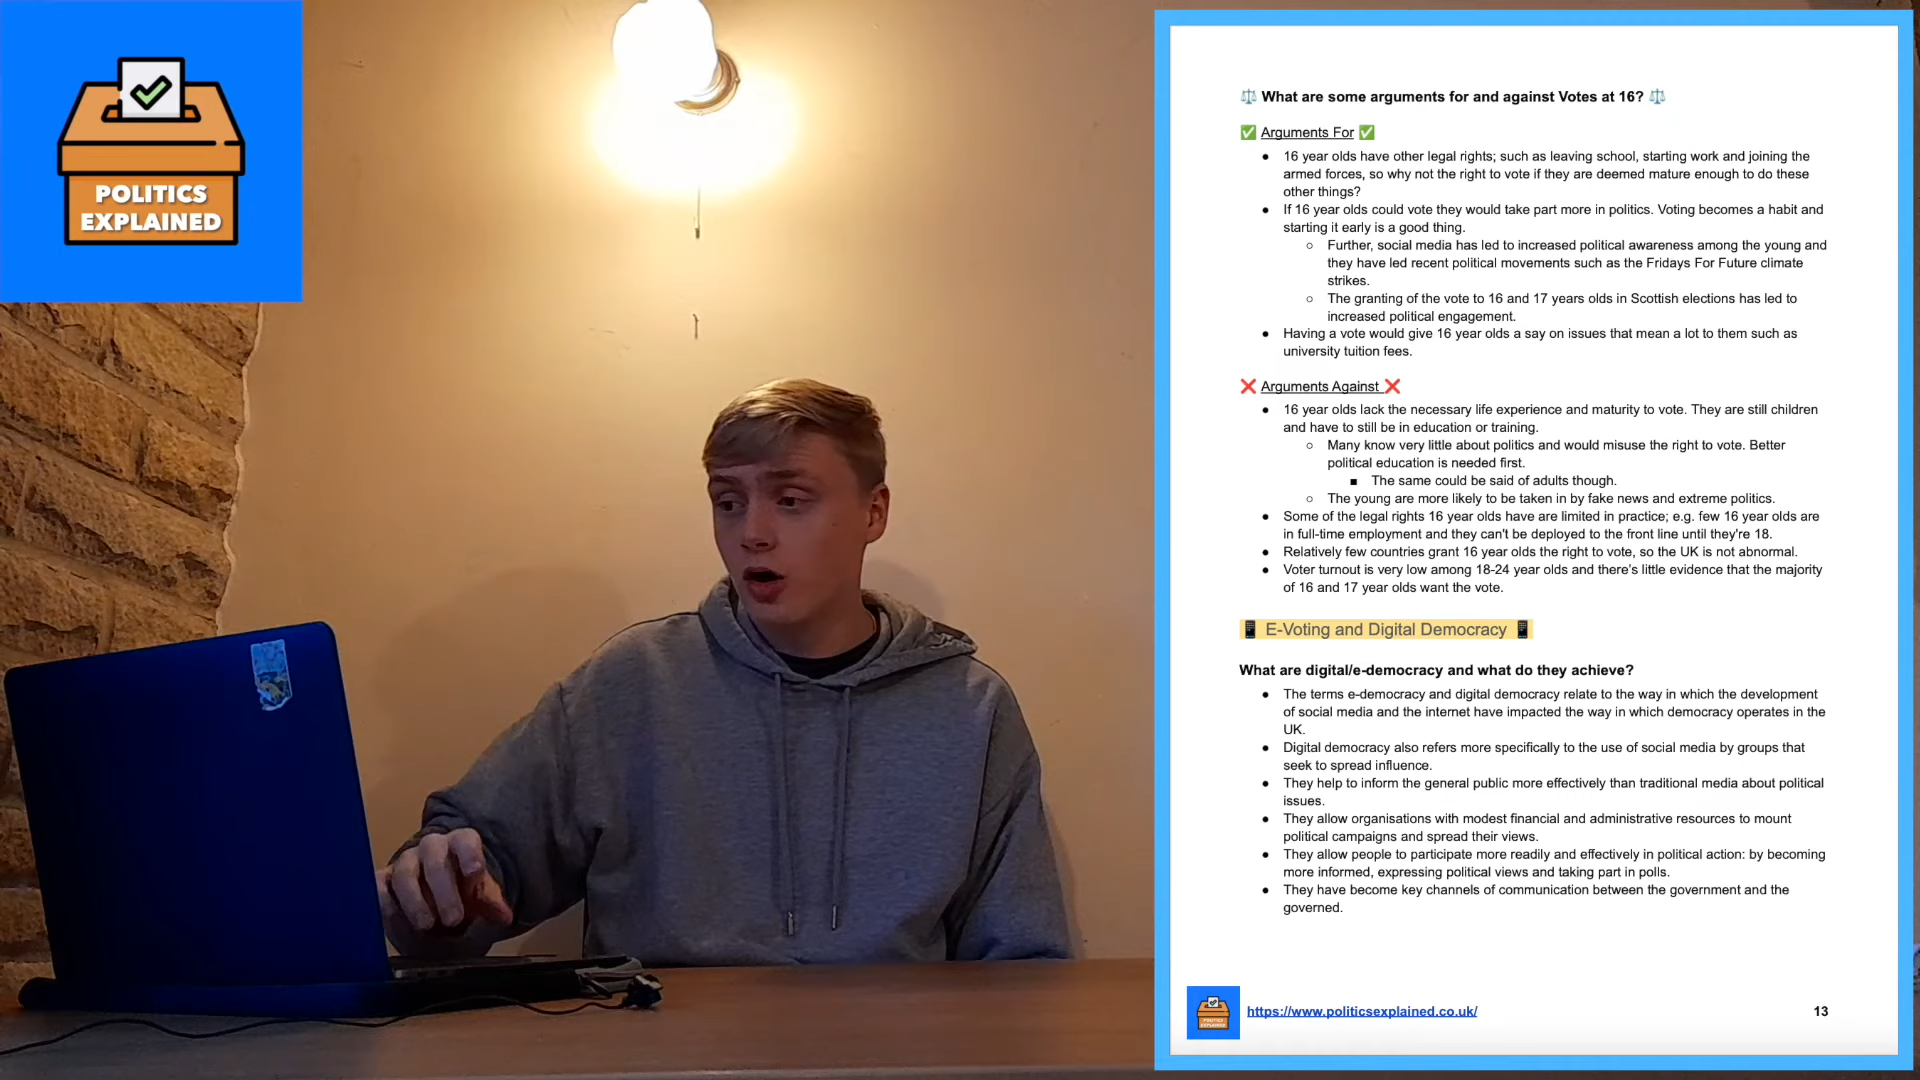 POLITICS
EXPLAINED
What are some arguments for and against Votes at 16?
Arguments For
● 16 year olds have other legal rights; such as leaving school, starting work and joining the
armed forces, so why not the right to vote if they are deemed mature enough to do these
other things?
● If 16 year olds could vote they would take part more in politics. Voting becomes a habit and
starting it early is a good thing.
○ Further, social media has led to increased political awareness among the young and
they have led recent political movements such as the Fridays For Future climate
strikes.
○ The granting of the vote to 16 and 17 years olds in Scottish elections has led to
increased political engagement.
● Having a vote would give 16 year olds a say on issues that mean a lot to them such as
university tuition fees.
Arguments Against
● 16 year olds lack the necessary life experience and maturity to vote. They are still children
and have to still be in education or training.
○ Many know very little about politics and would misuse the right to vote. Better
political education is needed first.
■ The same could be said of adults though.
○ The young are more likely to be taken in by fake news and extreme politics.
● Some of the legal rights 16 year olds have are limited in practice; e.g. few 16 year olds are
in full-time employment and they can't be deployed to the front line until they're 18.
● Relatively few countries grant 16 year olds the right to vote, so the UK is not abnormal.
● Voter turnout is very low among 18-24 year olds and there's little evidence that the majority
of 16 and 17 year olds want the vote.
E-Voting and Digital Democracy
What are digital/e-democracy and what do they achieve?
● The terms e-democracy and digital democracy relate to the way in which the development
of social media and the internet have impacted the way in which democracy operates in the
UK.
● Digital democracy also refers more specifically to the use of social media by groups that
seek to spread influence.
● They help to inform the general public more effectively than traditional media about political
issues.
● They allow organisations with modest financial and administrative resources to mount
political campaigns and spread their views.
● They allow people to participate more readily and effectively in political action: by becoming
more informed, expressing political views and taking part in polls.
● They have become key channels of communication between the government and the
governed.
POLITICS
EXPLAINED
https://www.politicsexplained.co.uk/
13